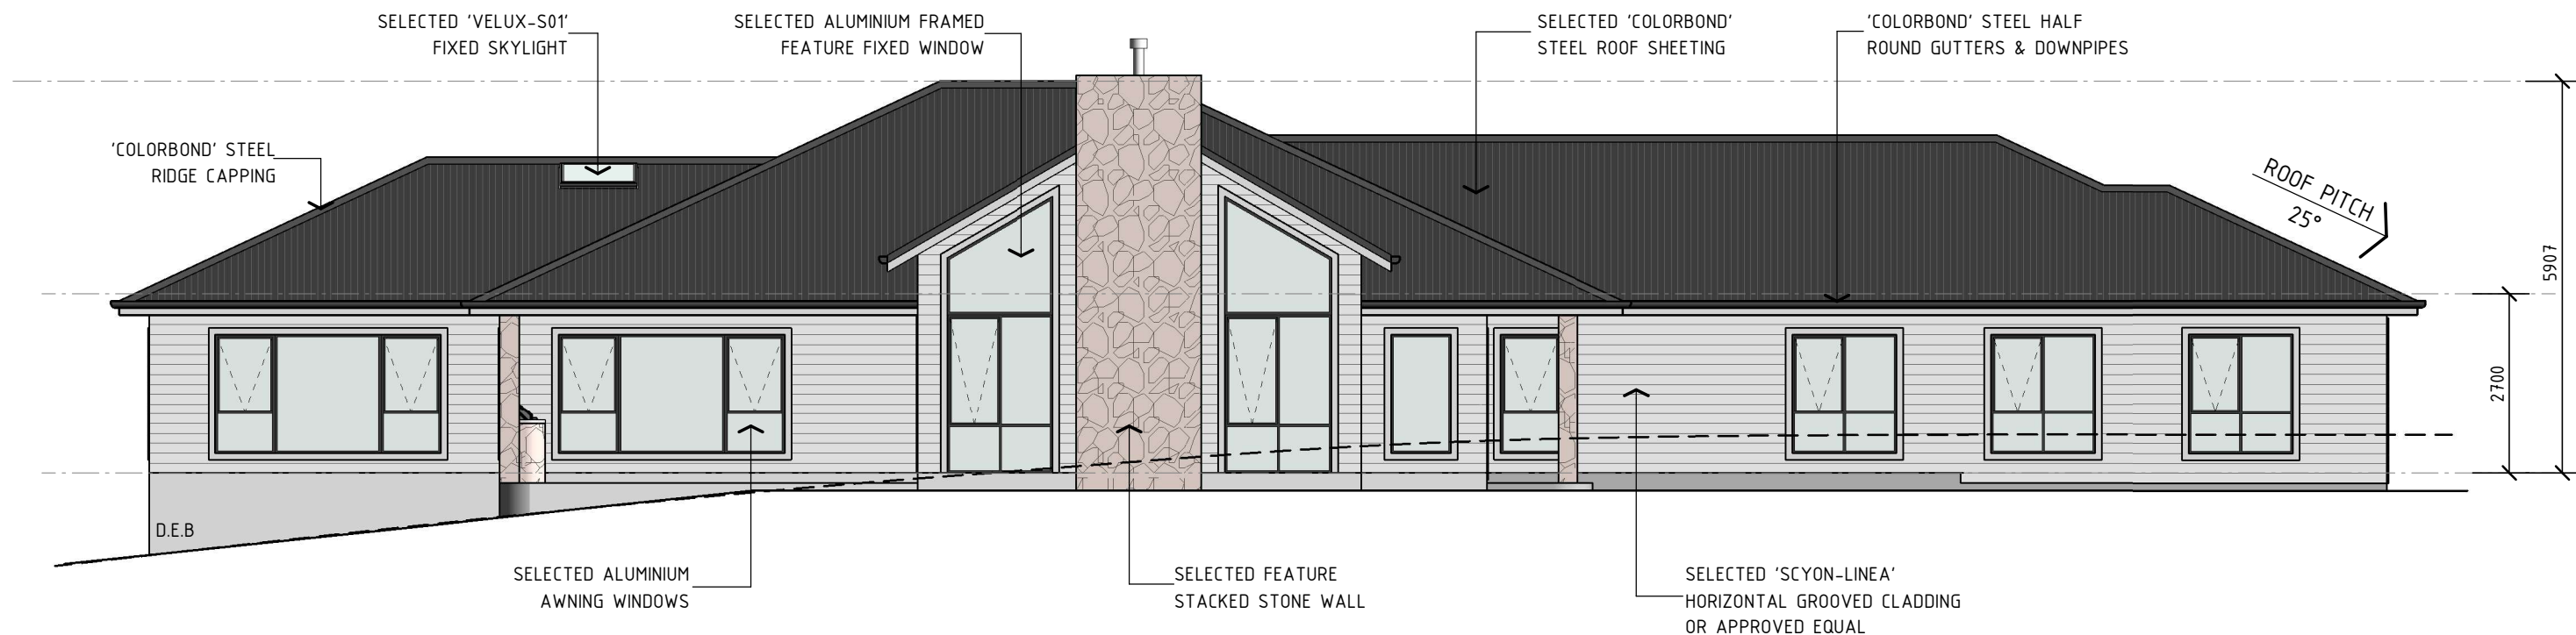 SELECTED 'VELUX-S01'
FIXED SKYLIGHT
SELECTED ALUMINIUM FRAMED
FEATURE FIXED WINDOW
SELECTED 'COLORBOND'
STEEL ROOF SHEETING
'COLORBOND' STEEL HALF
ROUND GUTTERS & DOWNPIPES
'COLORBOND' STEEL
RIDGE CAPPING
ROOF PITCH
25°
5907
2700
D.E.B
SELECTED ALUMINIUM
AWNING WINDOWS
SELECTED FEATURE
STACKED STONE WALL
SELECTED 'SCYON-LINEA'
HORIZONTAL GROOVED CLADDING
OR APPROVED EQUAL